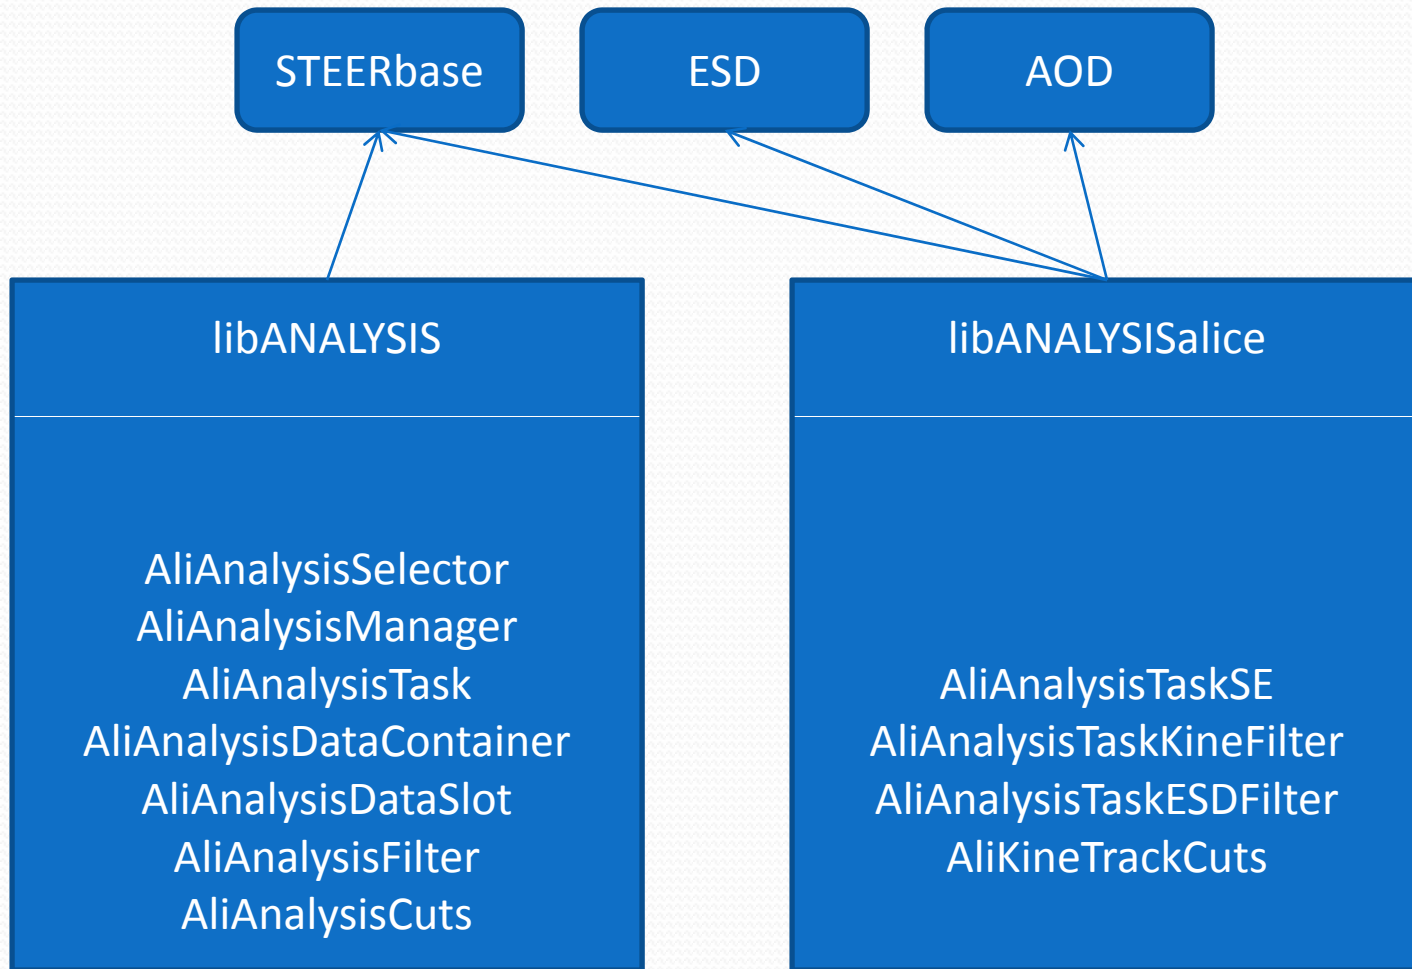 STEERbase
ESD
AOD
libANALYSIS
AliAnalysisSelector
AliAnalysisManager
AliAnalysisTask
AliAnalysisDataContainer
AliAnalysisDataSlot
AliAnalysisFilter
AliAnalysisCuts
libANALYSISalice
AliAnalysisTaskSE
AliAnalysisTaskKineFilter
AliAnalysisTaskESDFilter
AliKineTrackCuts